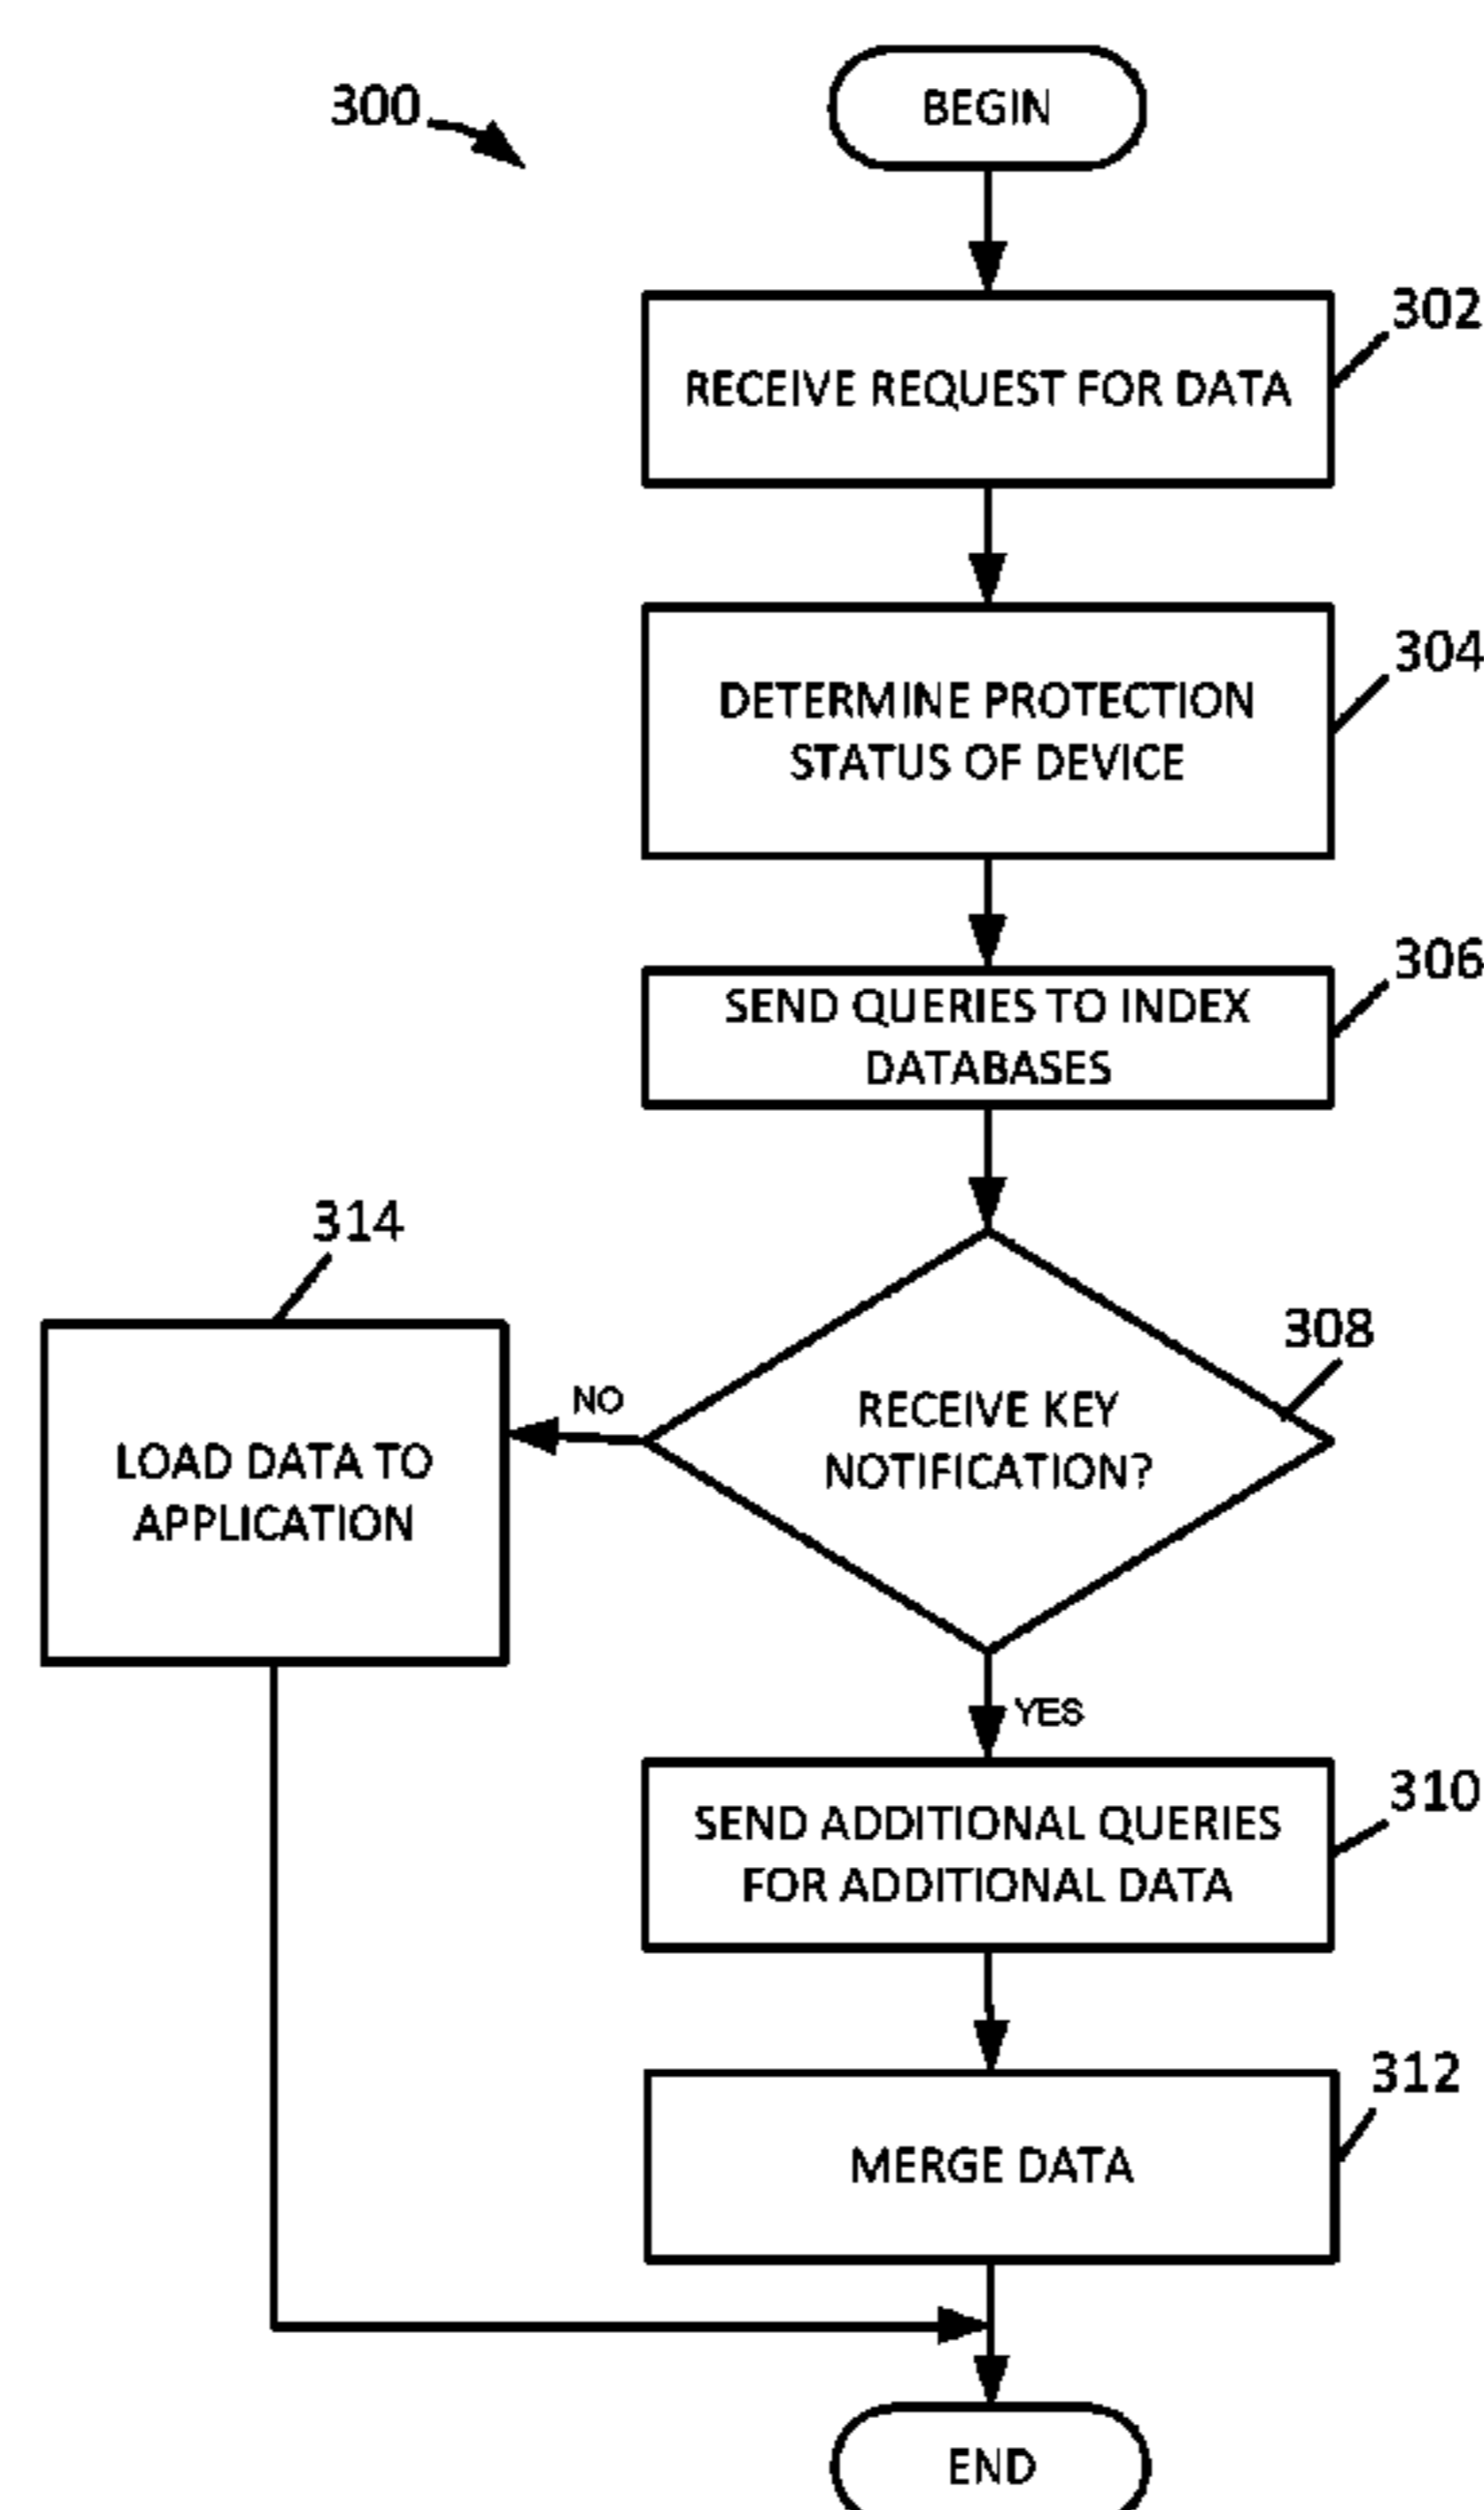 300
BEGIN
302
RECEIVE REQUEST FOR DATA
304
DETERMINE PROTECTION
STATUS OF DEVICE
306
SEND QUERIES TO INDEX
DATABASES
314
308
LOAD DATA TO
APPLICATION
NO
RECEIVE KEY
NOTIFICATION?
YES
310
SEND ADDITIONAL QUERIES
FOR ADDITIONAL DATA
312
MERGE DATA
END